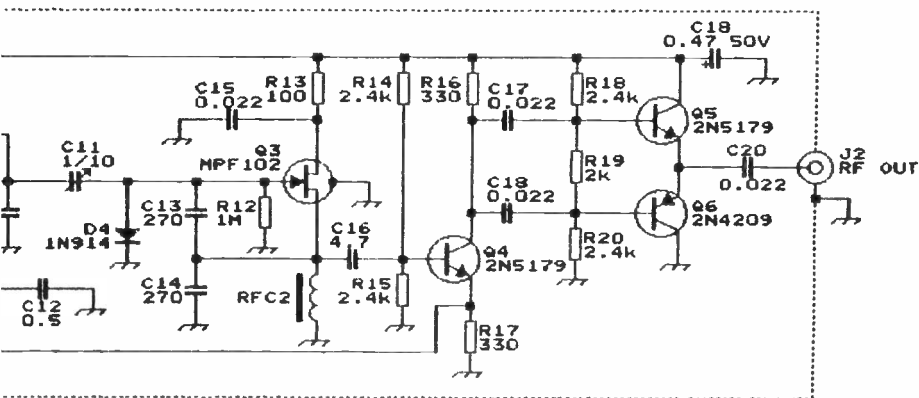 C18
0.47 50V
R13
100
R14
2.4k
R16
330
C15
0.022
C17
0.022
R18
2.4k
Q5
2N5179
C11
1/10
Q3
MPF102
R19
2k
C20
0.022
J2
RF OUT
C13
270
R12
1M
C18
0.022
Q6
2N4209
D4
1N914
C16
4 7
Q4
2N5179
R20
2.4k
C14
270
RFC2
R15
2.4k
C12
0.5
R17
330